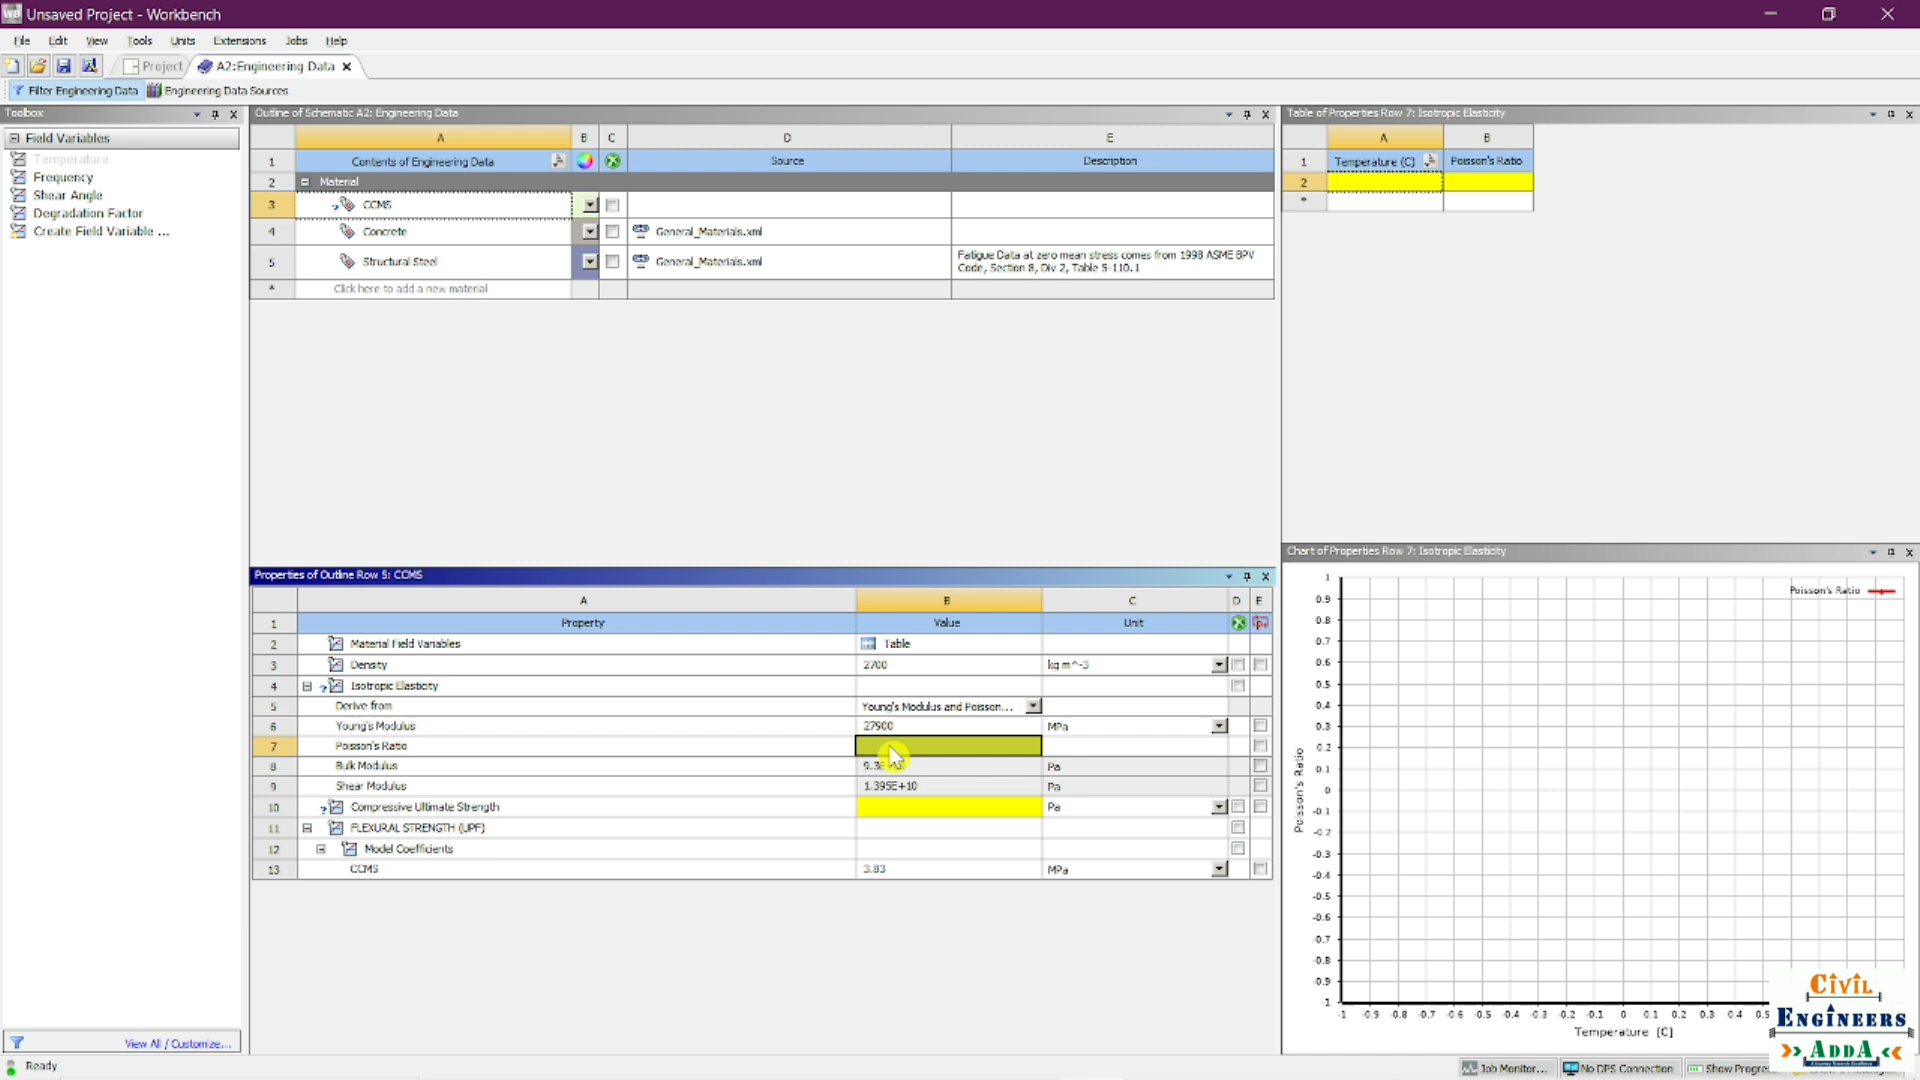 Unsaved Project - Workbench
File Edit View Tools Units Extensions Jobs Help
Project A2:Engineering Data
Filter Engineering Data Engineering Data Sources
Toolbox
Field Variables
Temperature
Frequency
Shear Angle
Degradation Factor
Create Field Variable ...
View All / Customize...
Ready
Outline of Schematic A2: Engineering Data
A B C D E
1 Contents of Engineering Data Source Description
2 Material
3 CCMS
4 Concrete General_Materials.xml
5 Structural Steel General_Materials.xml Fatigue Data at zero mean stress comes from 1998 ASME BPV
Code, Section 8, Div 2, Table 5-110.1
* Click here to add a new material
Properties of Outline Row 5: CCMS
A B C D E
1 Property Value Unit
2 Material Field Variables Table
3 Density 2700 kg m^-3
4 Isotropic Elasticity
5 Derive from Young's Modulus and Poisson...
6 Young's Modulus 27900 MPa
7 Poisson's Ratio
8 Bulk Modulus Pa
9 Shear Modulus 1.395E+10 Pa
10 Compressive Ultimate Strength Pa
11 FLEXURAL STRENGTH (UPF)
12 Model Coefficients
13 CCMS 3.83 MPa
Table of Properties Row 7: Isotropic Elasticity
A B
1 Temperature (C) Poisson's Ratio
2
*
Chart of Properties Row 7: Isotropic Elasticity
Poisson's Ratio
1
0.9
0.8
0.7
0.6
0.5
0.4
0.3
0.2
0.1
0
-0.1
-0.2
-0.3
-0.4
-0.5
-0.6
-0.7
-0.8
-0.9
-1
Poisson's Ratio
-1 -0.9 -0.8 -0.7 -0.6 -0.5 -0.4 -0.3 -0.2 -0.1 0 0.1 0.2 0.3 0.4 0.5
Temperature [C]
CIVIL
ENGINEERS
ADDA
Job Monitor... No DPS Connection Show Progress